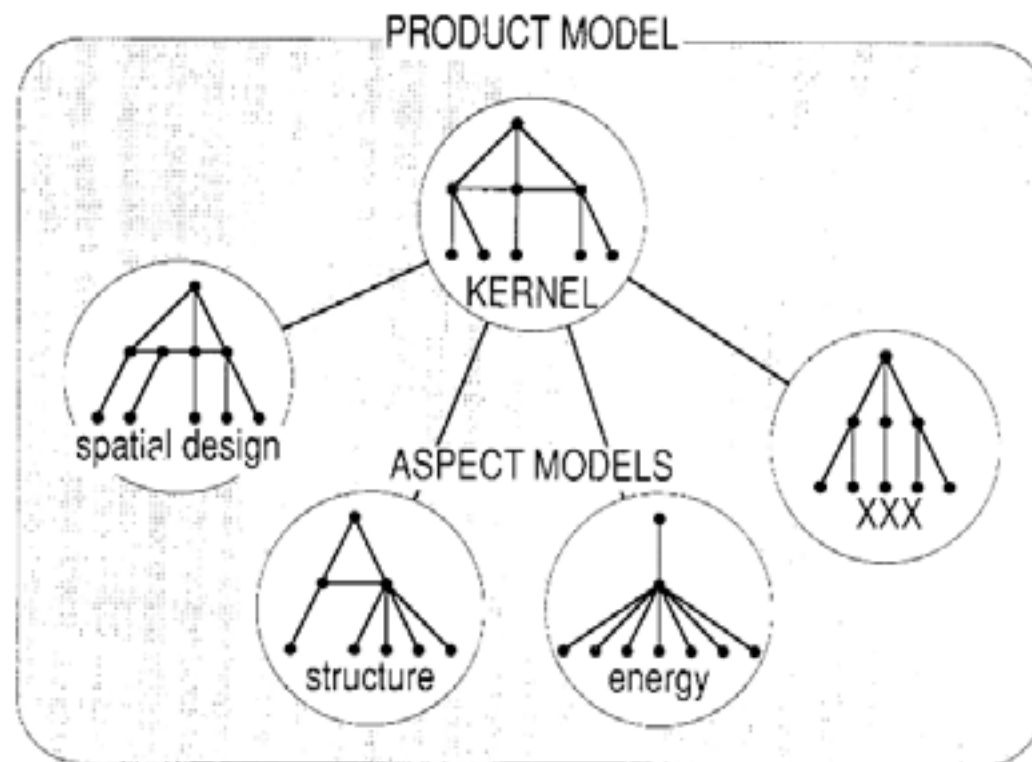 PRODUCT MODEL
KERNEL
spatial design
ASPECT MODELS
XXX
structure
energy